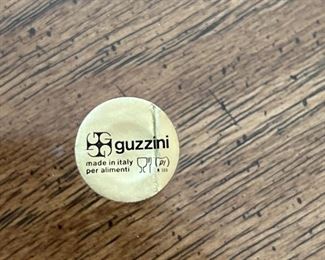 guzzini
made in italy
per alimenti